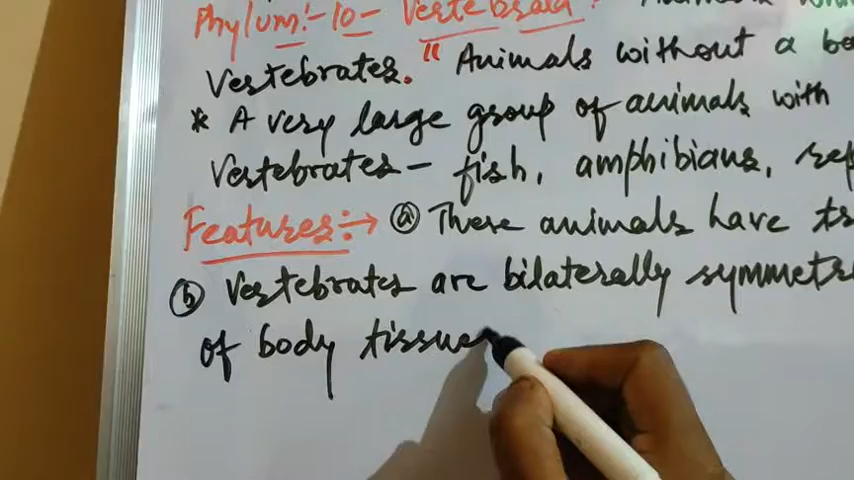 Phylum:-10- Vertebrata:
Vertebrates. " Animals without a
* A very large group of animals with
Vertebrates- fish, amphibians,
Features:→ ⓐ These animals have
ⓑ Vertebrates are bilaterally
of body tissues